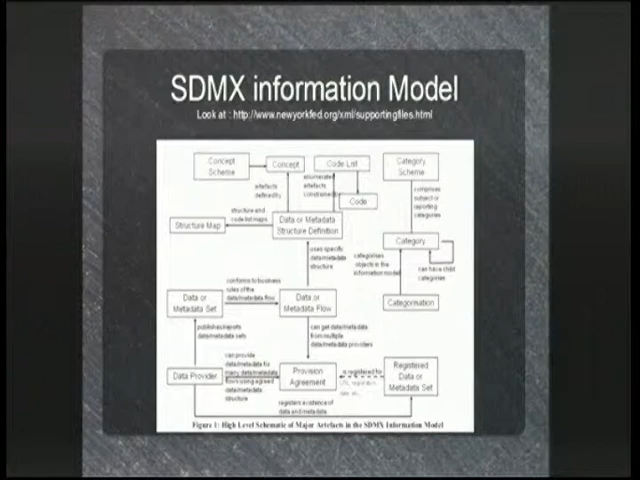 SDMX information Model
Look at : http://www.newyorkfed.org/xml/supportingfiles.html
Concept
Scheme
Concept
Code List
Category
Scheme
artefacts
defined by
enumerated
artefacts
constrained by
Code
comprises
subject or
reporting
categories
Structure Map
structure and
code list maps
Data or Metadata
Structure Definition
Category
categorises
objects in the
information model
can have child
categories
uses specific
data/metadata
structure
conforms to business
rules of the
data/metadata flow
Data or
Metadata Set
Data or
Metadata Flow
Categorisation
publishes/reports
data/metadata sets
can get data/metadata
from multiple
data/metadata providers
can provide
data/metadata for
many data/metadata
flows using agreed
data/metadata
structure
Data Provider
Provision
Agreement
is registered for
Registered
Data or
Metadata Set
registers existence of
data and metadata
Figure 1: High Level Schematic of Major Artefacts in the SDMX Information Model